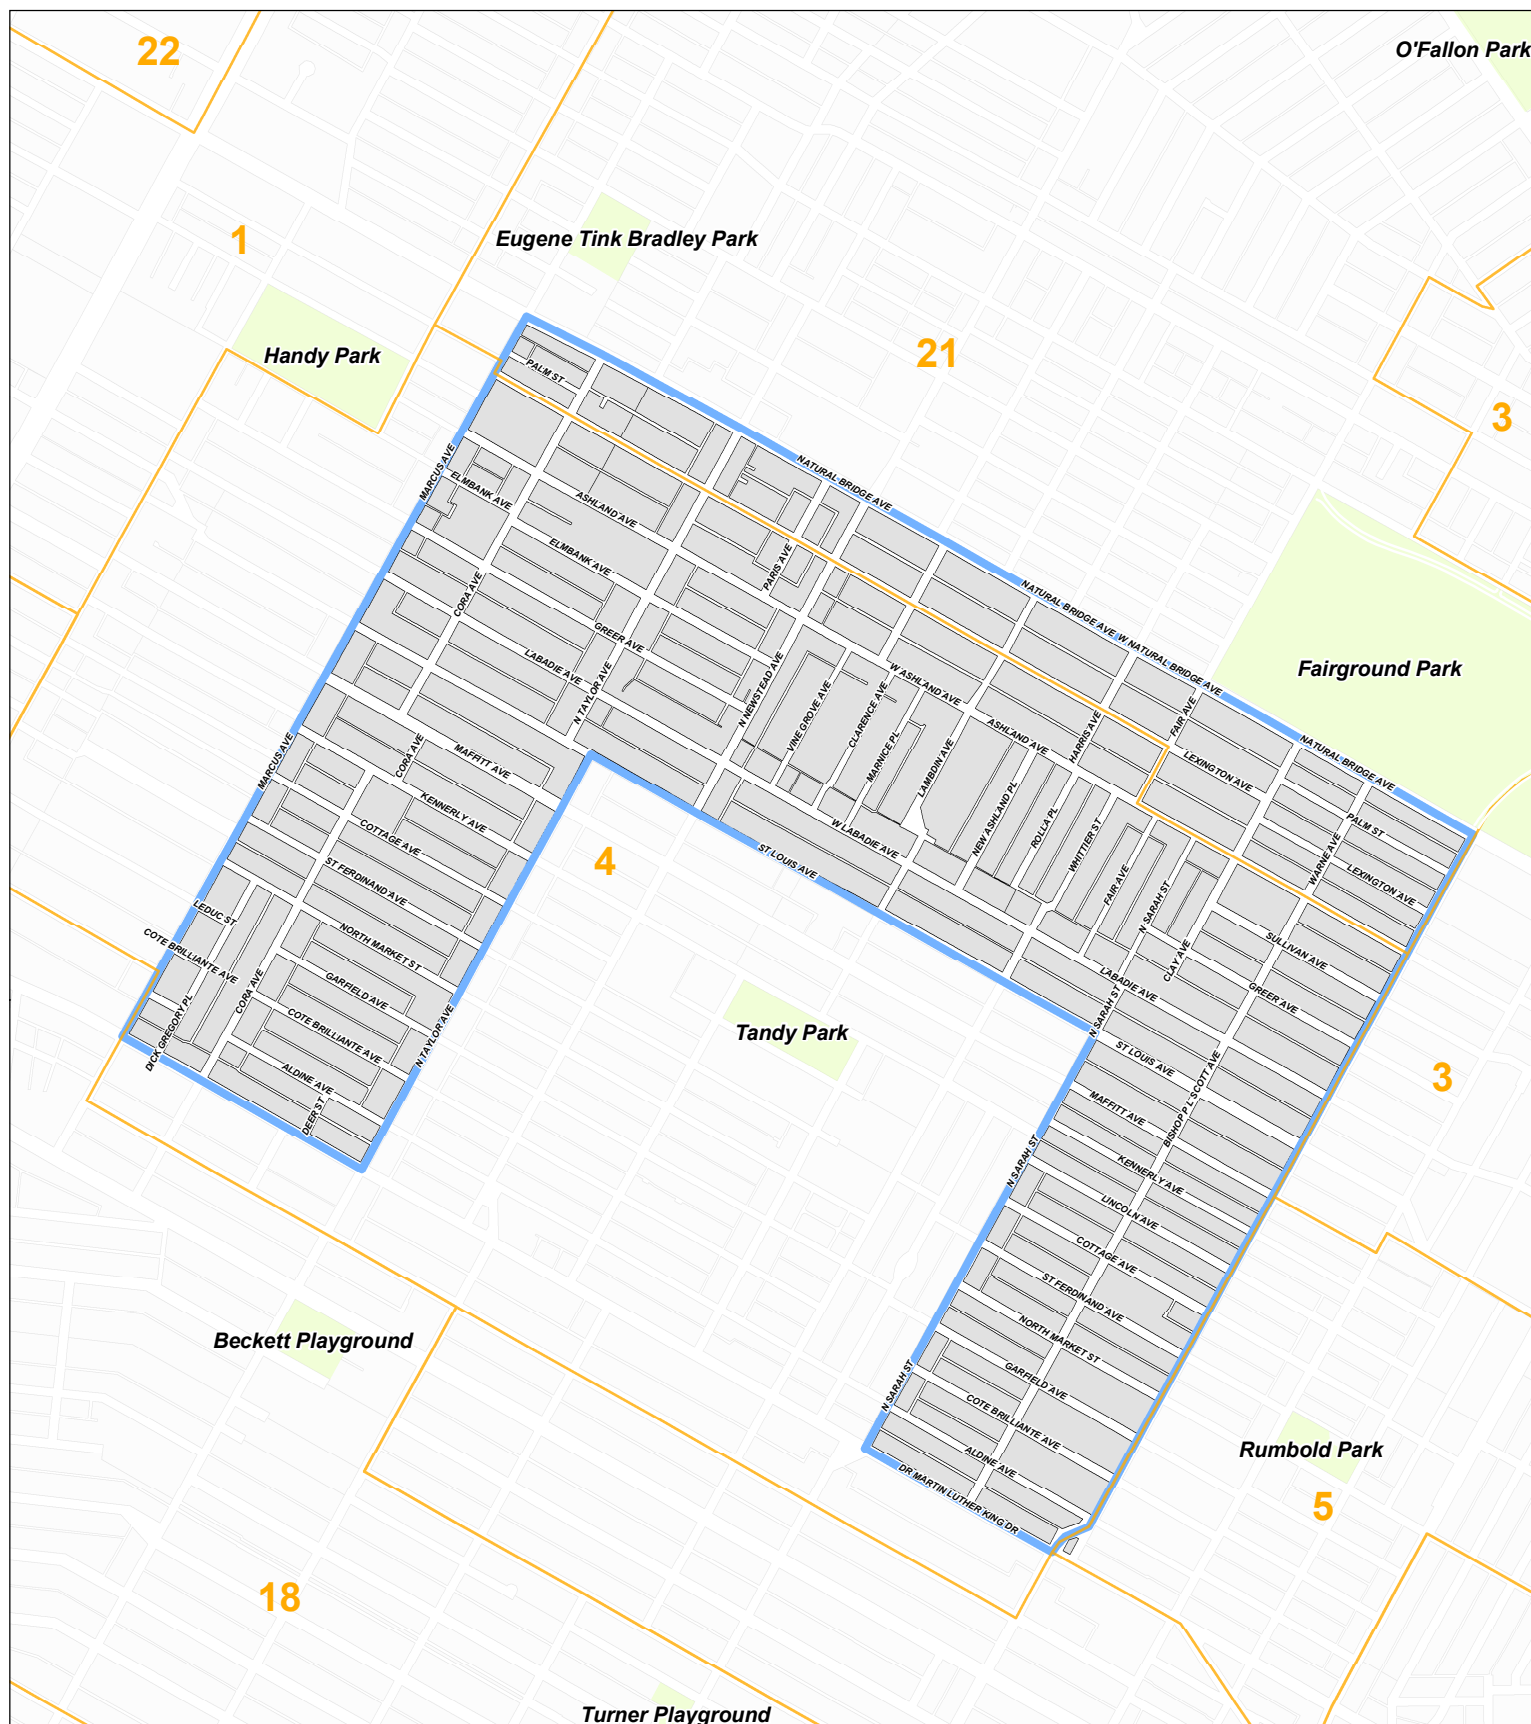 22
O'Fallon Park
1
Eugene Tink Bradley Park
21
Handy Park
3
PALM ST
NATURAL BRIDGE AVE
MARCUS AVE
ELMBANK AVE
ASHLAND AVE
ELMBANK AVE
PARIS AVE
CORA AVE
NATURAL BRIDGE AVE
W NATURAL BRIDGE AVE
Fairground Park
GREER AVE
LABADIE AVE
N TAYLOR AVE
N NEWSTEAD AVE
VINE GROVE AVE
CLARENCE AVE
W ASHLAND AVE
MARNICE PL
LAMBDIN AVE
ASHLAND AVE
HARRIS AVE
FAIR AVE
LEXINGTON AVE
NATURAL BRIDGE AVE
MARCUS AVE
CORA AVE
MAFFITT AVE
KENNERLY AVE
COTTAGE AVE
ST FERDINAND AVE
4
ST LOUIS AVE
W LABADIE AVE
NEW ASHLAND PL
ROLLA PL
WHITTIER ST
FAIR AVE
N SARAH ST
CLAY AVE
PALM ST
WARNE AVE
LEXINGTON AVE
SULLIVAN AVE
GREER AVE
LABADIE AVE
LEDUC ST
COTE BRILLIANTE AVE
NORTH MARKET ST
GARFIELD AVE
CORA AVE
COTE BRILLIANTE AVE
DICK GREGORY PL
ALDINE AVE
DEER ST
N TAYLOR AVE
Tandy Park
N SARAH ST
ST LOUIS AVE
3
BISHOP P L SCOTT AVE
MAFFITT AVE
N SARAH ST
KENNERLY AVE
LINCOLN AVE
COTTAGE AVE
ST FERDINAND AVE
NORTH MARKET ST
GARFIELD AVE
N SARAH ST
COTE BRILLIANTE AVE
ALDINE AVE
DR MARTIN LUTHER KING DR
Beckett Playground
Rumbold Park
5
18
Turner Playground